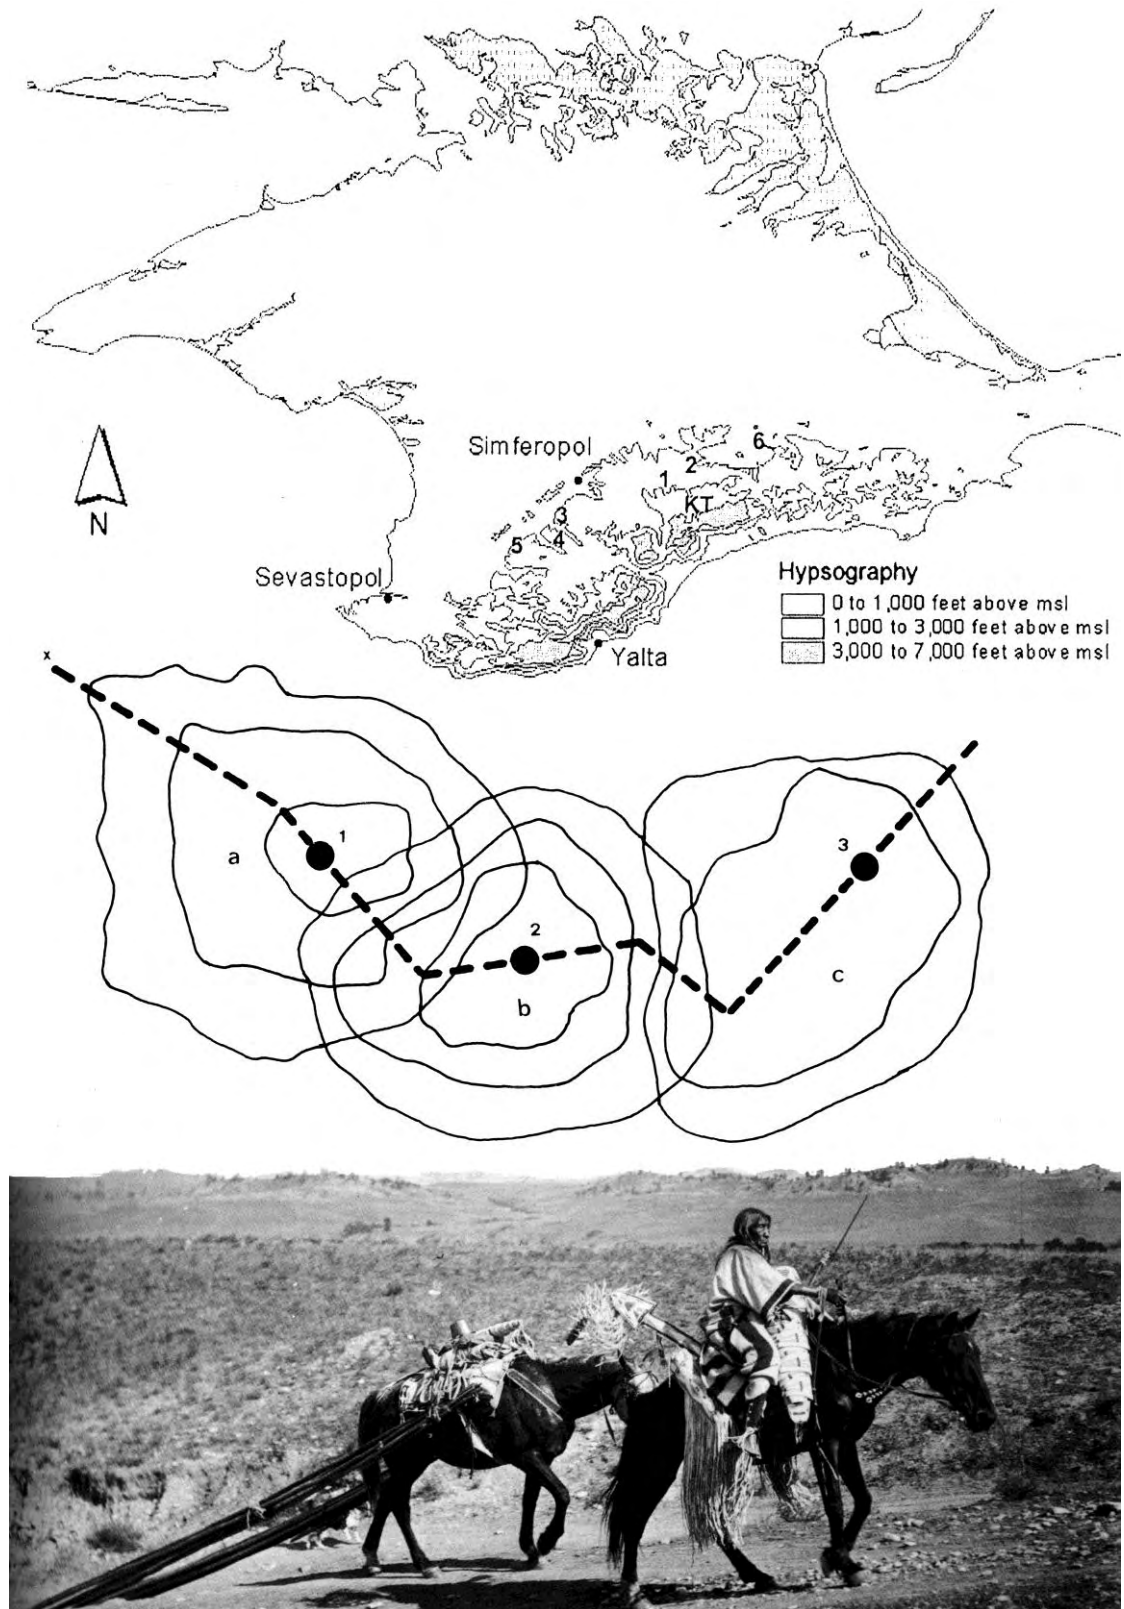 Simferopol
6
2
1
KT
3
4
5
Sevastopol
N
Yalta
Hypsography
0 to 1,000 feet above msl
1,000 to 3,000 feet above msl
3,000 to 7,000 feet above msl
x
1
a
2
b
3
c